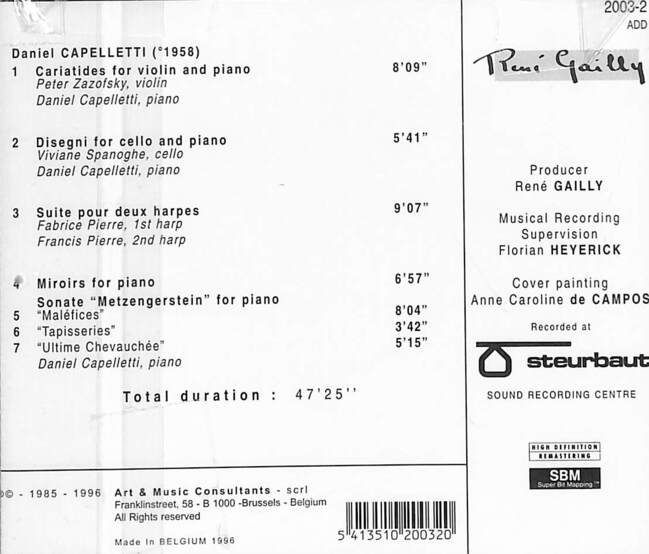 2003-2
ADD
Daniel CAPELLETTI (°1958)
1 Cariatides for violin and piano 8'09"
Peter Zazofsky, violin
Daniel Capelletti, piano
2 Disegni for cello and piano 5'41"
Viviane Spanoghe, cello
Daniel Capelletti, piano
3 Suite pour deux harpes 9'07"
Fabrice Pierre, 1st harp
Francis Pierre, 2nd harp
4 Miroirs for piano 6'57"
Sonate "Metzengerstein" for piano
5 "Maléfices" 8'04"
6 "Tapisseries" 3'42"
7 "Ultime Chevauchée" 5'15"
Daniel Capelletti, piano
Total duration : 47'25''
René Gailly
Producer
René GAILLY
Musical Recording
Supervision
Florian HEYERICK
Cover painting
Anne Caroline de CAMPOS
Recorded at
steurbaut
SOUND RECORDING CENTRE
HIGH DEFINITION
REMASTERING
SBM
Super Bit Mapping™
℗© - 1985 - 1996 Art & Music Consultants - scrl
Franklinstreet, 58 - B 1000 -Brussels - Belgium
All Rights reserved
Made In BELGIUM 1996
5 413510 200320